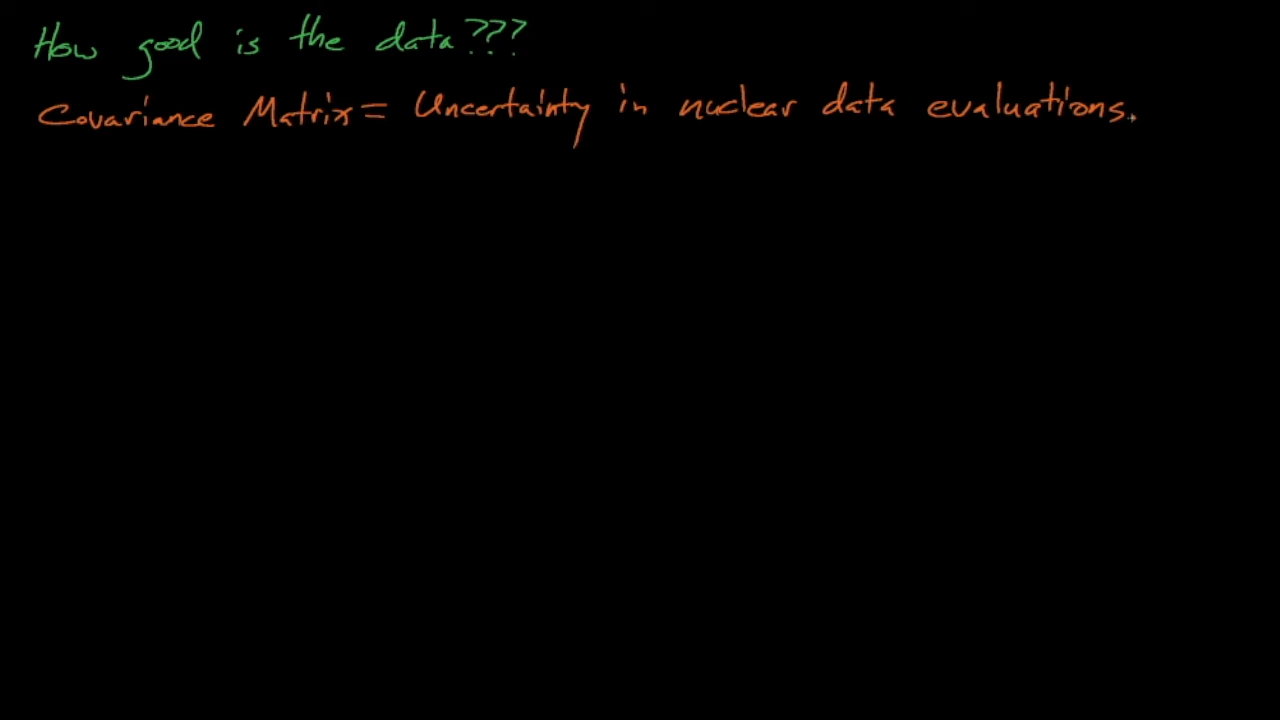 How good is the data???
Covariance Matrix = Uncertainty in nuclear data evaluations.